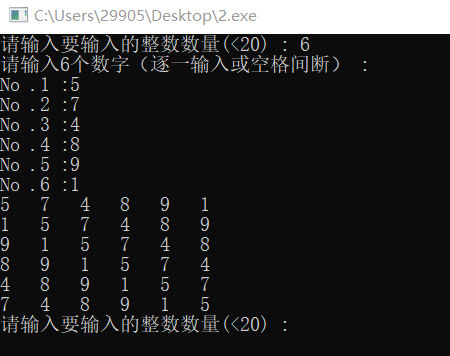 C:\Users\29905\Desktop\2.exe
请输入要输入的整数数量(<20) : 6
请输入6个数字（逐一输入或空格间断） :
No .1 :5
No .2 :7
No .3 :4
No .4 :8
No .5 :9
No .6 :1
5 7 4 8 9 1
1 5 7 4 8 9
9 1 5 7 4 8
8 9 1 5 7 4
4 8 9 1 5 7
7 4 8 9 1 5
请输入要输入的整数数量(<20) :